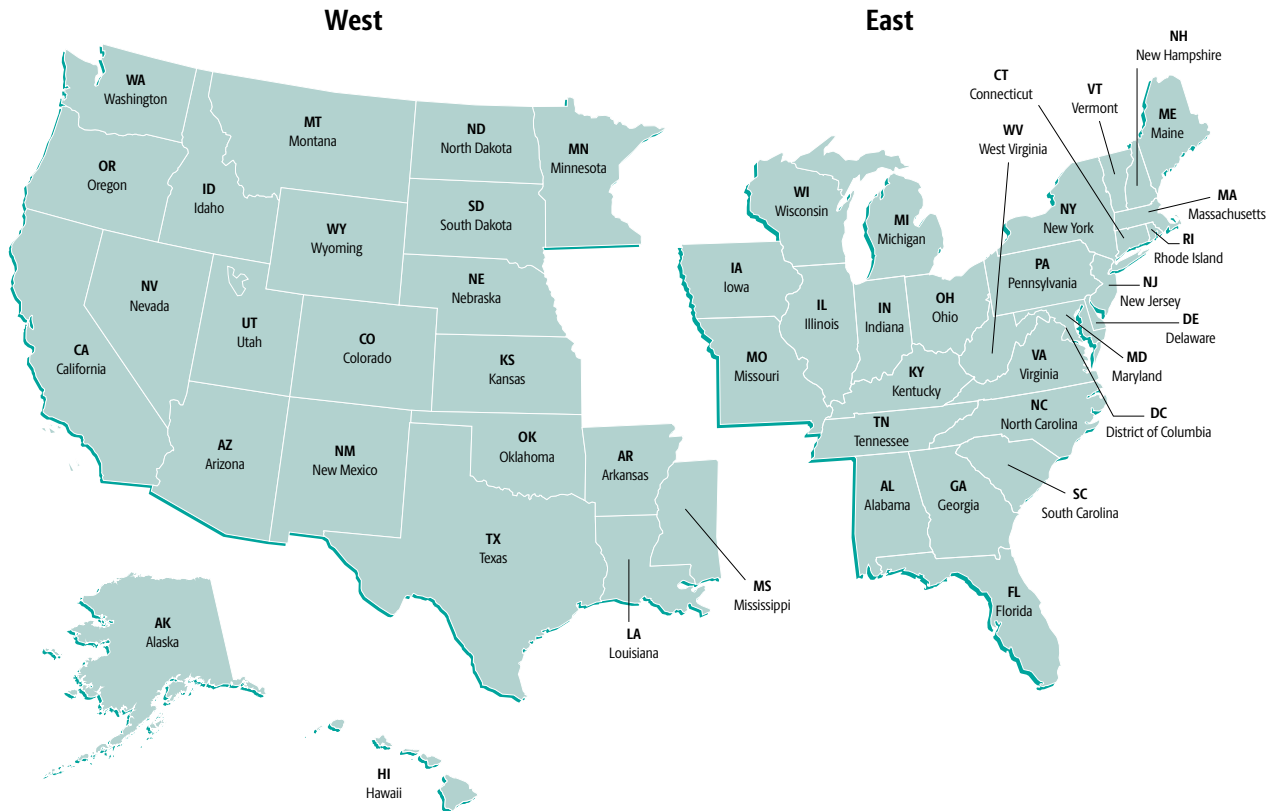 West
WA
Washington
OR
Oregon
ID
Idaho
MT
Montana
ND
North Dakota
MN
Minnesota
SD
South Dakota
WY
Wyoming
NE
Nebraska
NV
Nevada
UT
Utah
CO
Colorado
KS
Kansas
CA
California
AZ
Arizona
NM
New Mexico
OK
Oklahoma
AR
Arkansas
TX
Texas
MS
Mississippi
LA
Louisiana
AK
Alaska
HI
Hawaii
East
NH
New Hampshire
CT
Connecticut
VT
Vermont
ME
Maine
WV
West Virginia
WI
Wisconsin
MI
Michigan
NY
New York
MA
Massachusetts
RI
Rhode Island
IA
Iowa
IL
Illinois
IN
Indiana
OH
Ohio
PA
Pennsylvania
NJ
New Jersey
DE
Delaware
MD
Maryland
MO
Missouri
KY
Kentucky
VA
Virginia
DC
District of Columbia
TN
Tennessee
NC
North Carolina
AL
Alabama
GA
Georgia
SC
South Carolina
FL
Florida